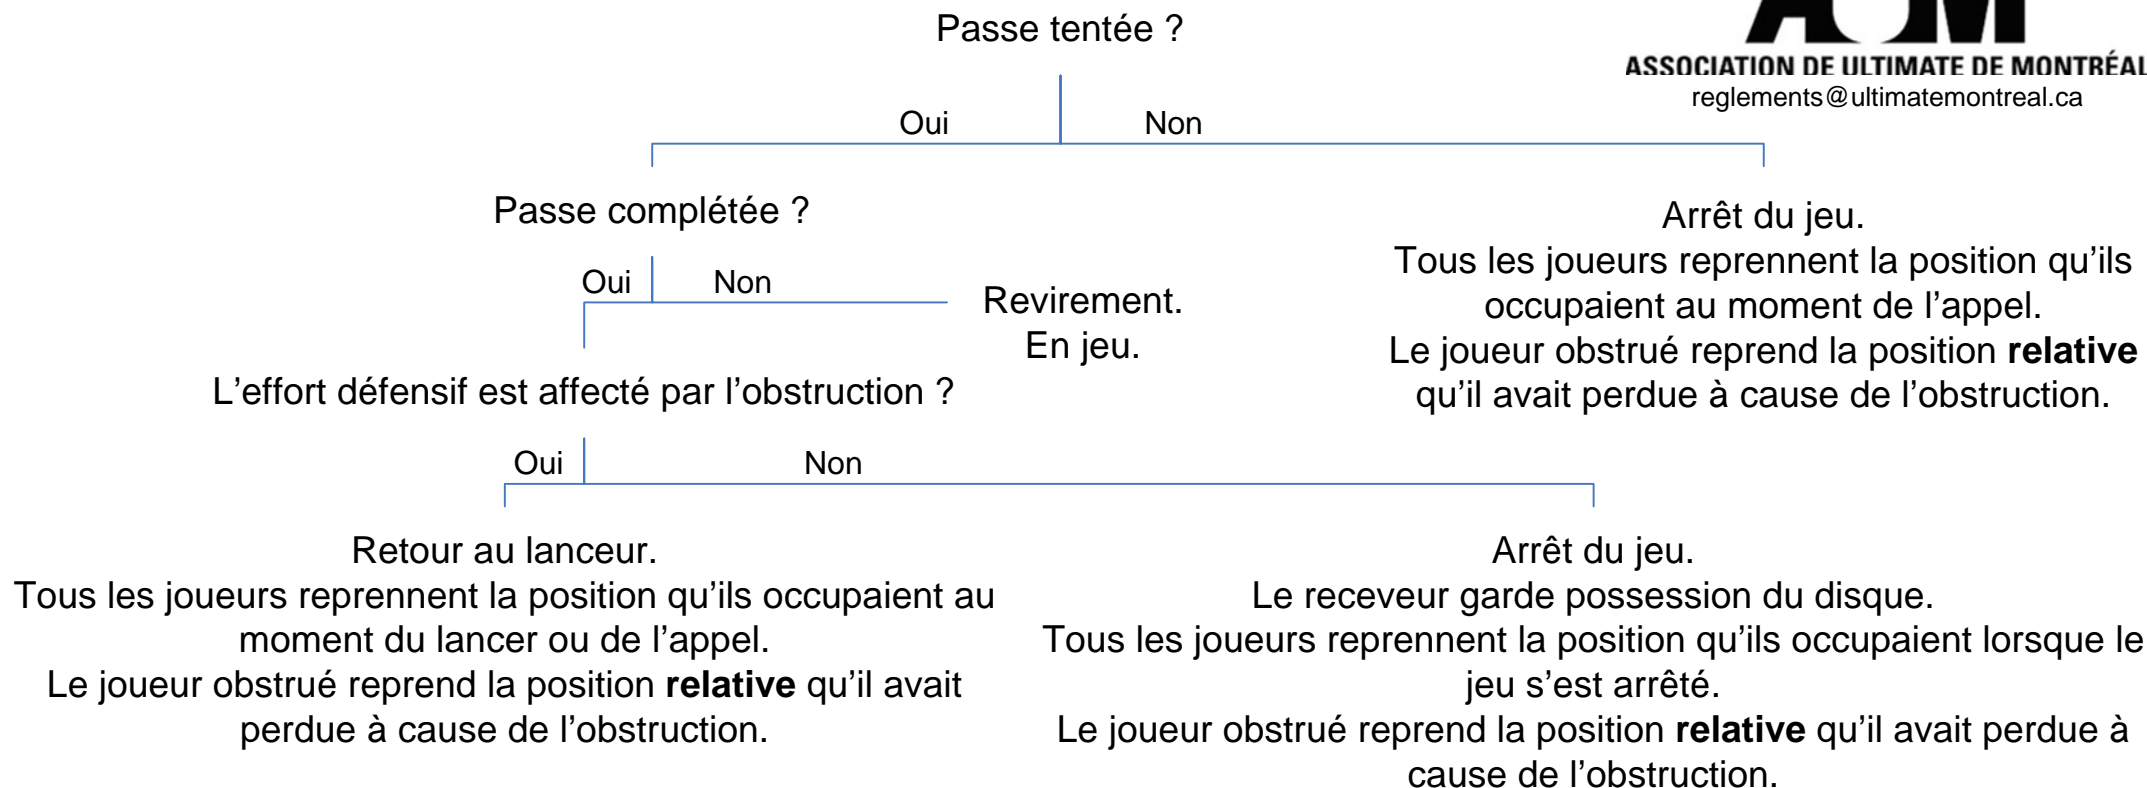 Passe tentée ?
AUM
ASSOCIATION DE ULTIMATE DE MONTRÉAL
reglements@ultimatemontreal.ca
Oui
Non
Passe complétée ?
Oui
Non
Revirement.
En jeu.
Arrêt du jeu.
Tous les joueurs reprennent la position qu’ils
occupaient au moment de l’appel.
Le joueur obstrué reprend la position relative
qu’il avait perdue à cause de l’obstruction.
L’effort défensif est affecté par l’obstruction ?
Oui
Non
Retour au lanceur.
Tous les joueurs reprennent la position qu’ils occupaient au
moment du lancer ou de l’appel.
Le joueur obstrué reprend la position relative qu’il avait
perdue à cause de l’obstruction.
Arrêt du jeu.
Le receveur garde possession du disque.
Tous les joueurs reprennent la position qu’ils occupaient lorsque le
jeu s’est arrêté.
Le joueur obstrué reprend la position relative qu’il avait perdue à
cause de l’obstruction.